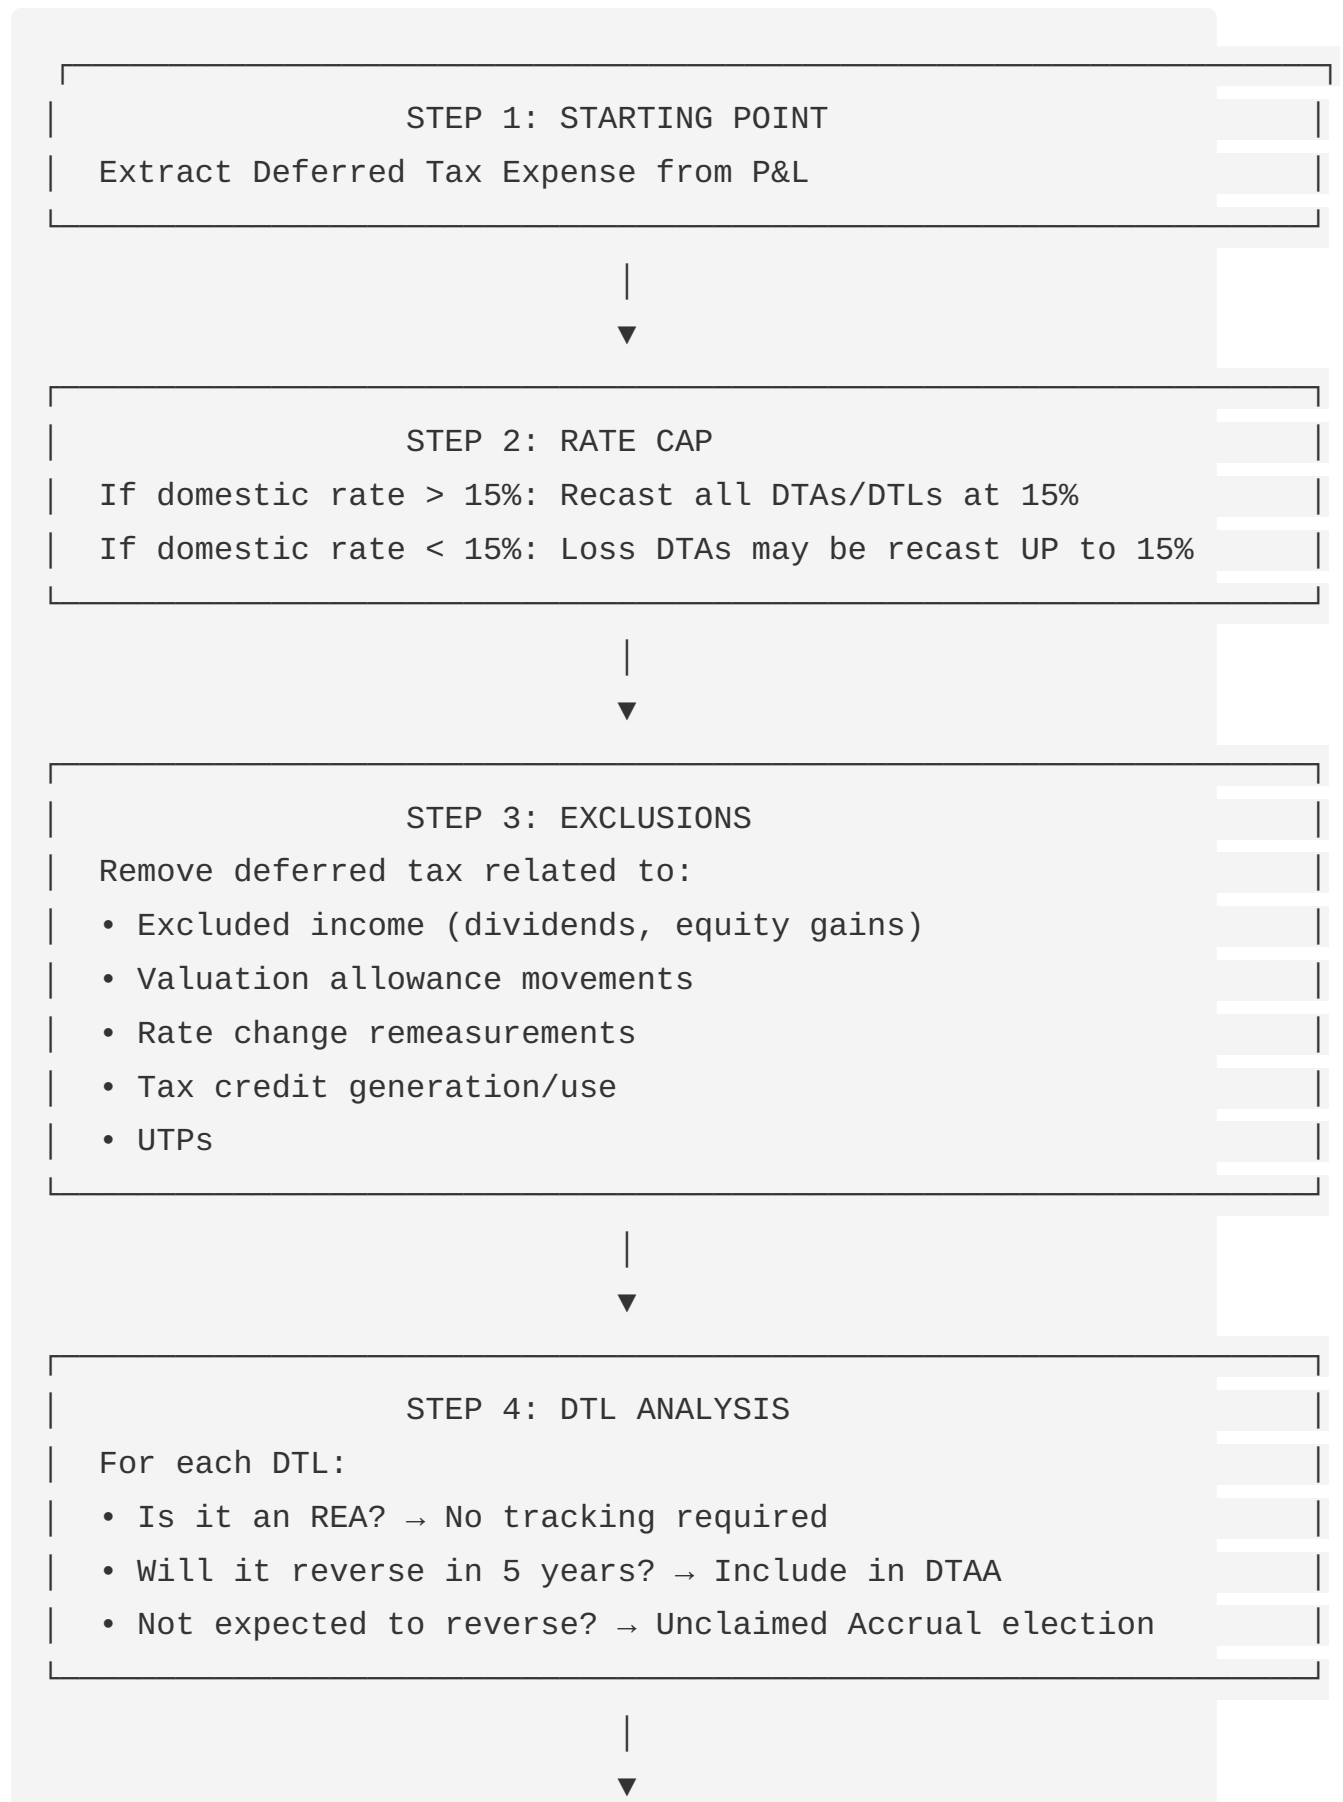 STEP 1: STARTING POINT
Extract Deferred Tax Expense from P&L
▼
STEP 2: RATE CAP
If domestic rate > 15%: Recast all DTAs/DTLs at 15%
If domestic rate < 15%: Loss DTAs may be recast UP to 15%
▼
STEP 3: EXCLUSIONS
Remove deferred tax related to:
• Excluded income (dividends, equity gains)
• Valuation allowance movements
• Rate change remeasurements
• Tax credit generation/use
• UTPs
▼
STEP 4: DTL ANALYSIS
For each DTL:
• Is it an REA? → No tracking required
• Will it reverse in 5 years? → Include in DTAA
• Not expected to reverse? → Unclaimed Accrual election
▼